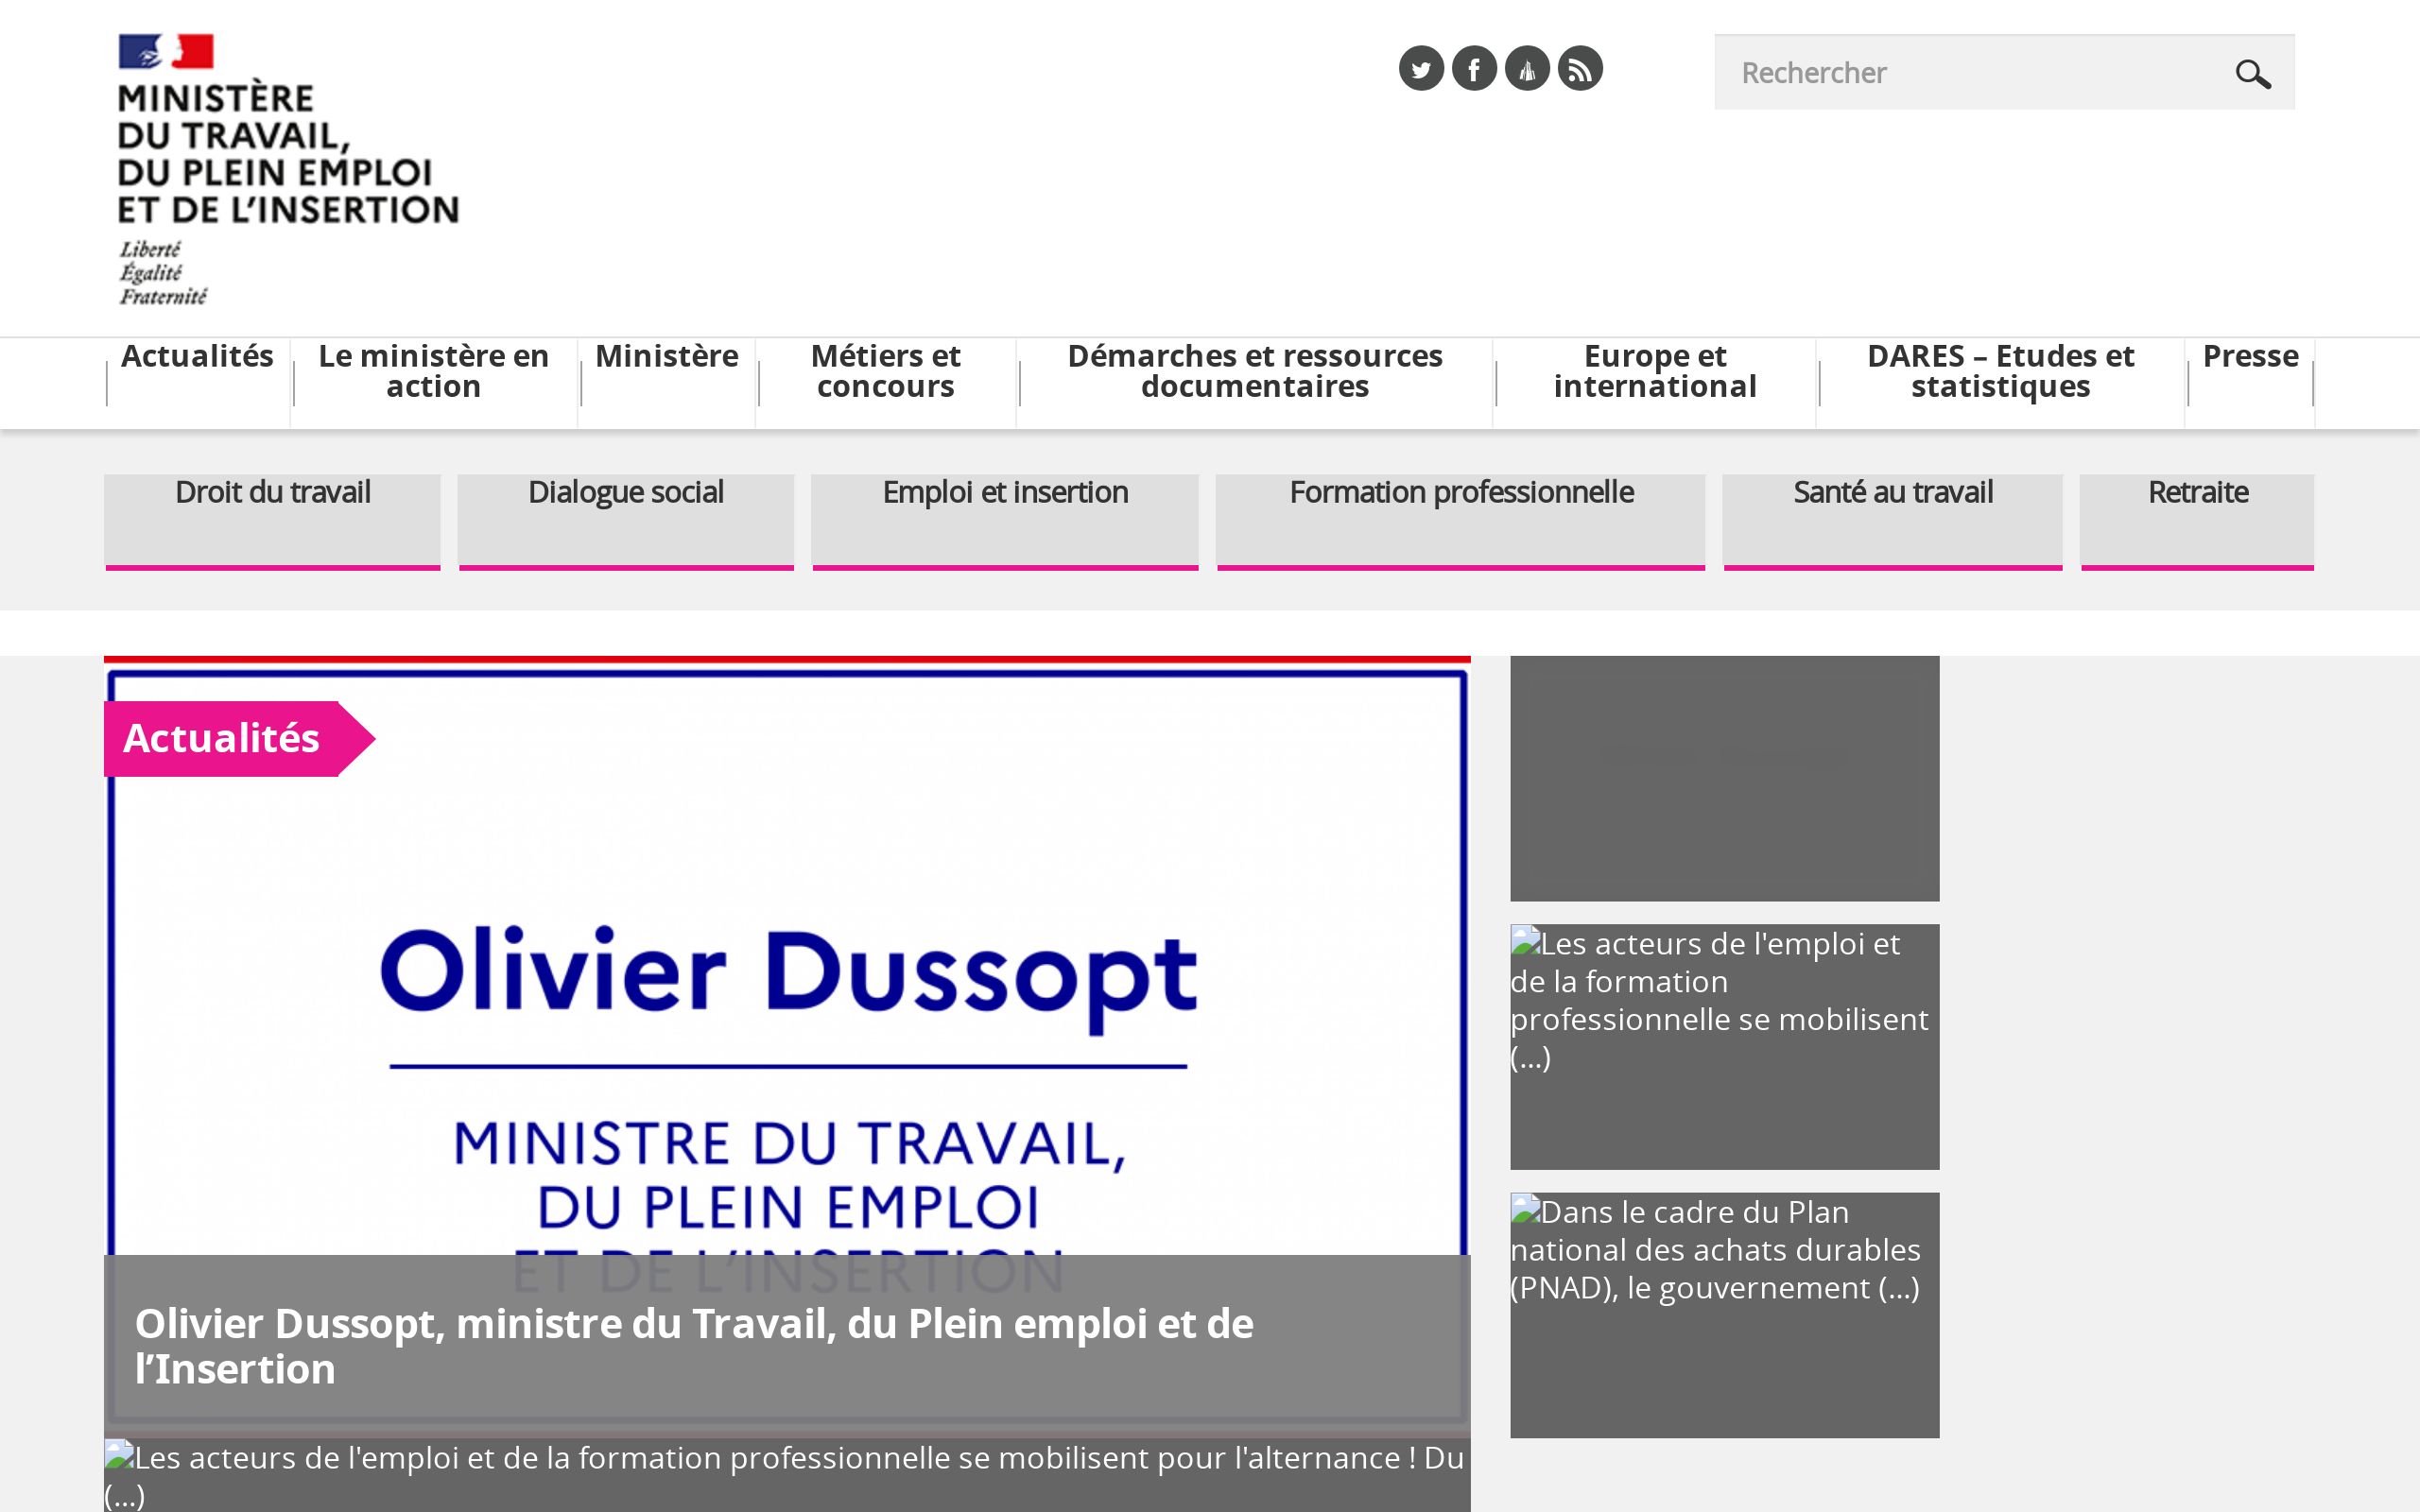 MINISTÈRE
DU TRAVAIL,
DU PLEIN EMPLOI
ET DE L'INSERTION
Liberté
Égalité
Fraternité
Rechercher
Actualités
Le ministère en
action
Ministère
Métiers et
concours
Démarches et ressources
documentaires
Europe et
international
DARES – Etudes et
statistiques
Presse
Droit du travail
Dialogue social
Emploi et insertion
Formation professionnelle
Santé au travail
Retraite
Actualités
Olivier Dussopt
MINISTRE DU TRAVAIL,
DU PLEIN EMPLOI
ET DE L'INSERTION
Olivier Dussopt, ministre du Travail, du Plein emploi et de
l’Insertion
Les acteurs de l'emploi et de la formation professionnelle se mobilisent pour l'alternance ! Du
(...)
Les acteurs de l'emploi et
de la formation
professionnelle se mobilisent
(...)
Dans le cadre du Plan
national des achats durables
(PNAD), le gouvernement (...)